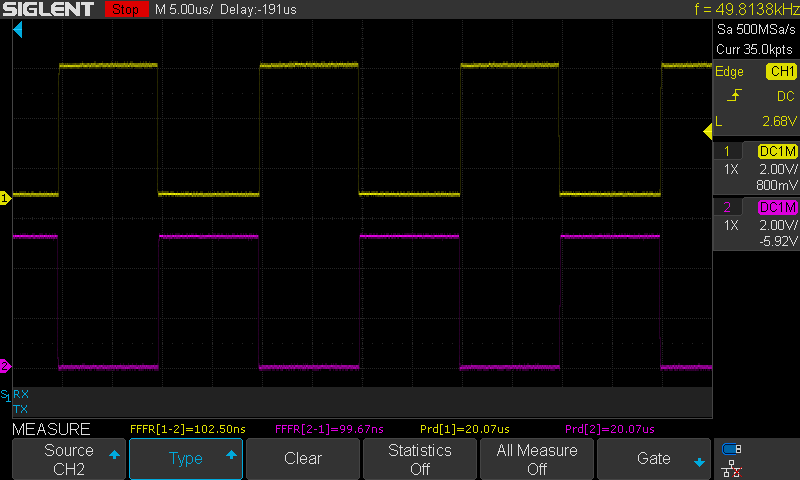 SIGLENT Stop M 5.00us/ Delay:-191us f = 49.8138kHz
Sa 500MSa/s
Curr 35.0kpts
Edge CH1
DC
L 2.68V
1 DC1M
1X 2.00V/
800mV
2 DC1M
1X 2.00V/
-5.92V
1
2
S1 RX
TX
MEASURE FFFR[1-2]=102.50ns FFFR[2-1]=99.67ns Prd[1]=20.07us Prd[2]=20.07us
Source
CH2
Type
Clear
Statistics
Off
All Measure
Off
Gate